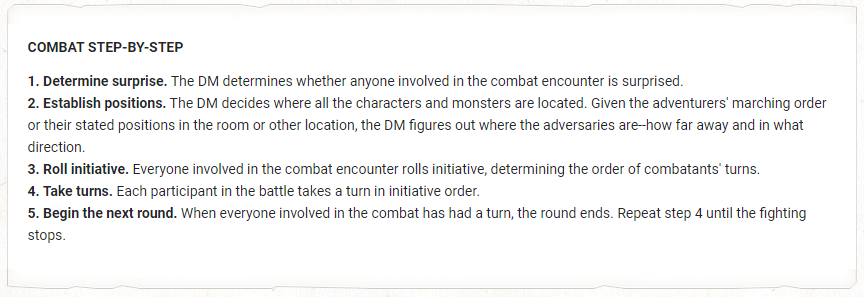 COMBAT STEP-BY-STEP
1. Determine surprise. The DM determines whether anyone involved in the combat encounter is surprised.
2. Establish positions. The DM decides where all the characters and monsters are located. Given the adventurers' marching order
or their stated positions in the room or other location, the DM figures out where the adversaries are--how far away and in what
direction.
3. Roll initiative. Everyone involved in the combat encounter rolls initiative, determining the order of combatants' turns.
4. Take turns. Each participant in the battle takes a turn in initiative order.
5. Begin the next round. When everyone involved in the combat has had a turn, the round ends. Repeat step 4 until the fighting
stops.